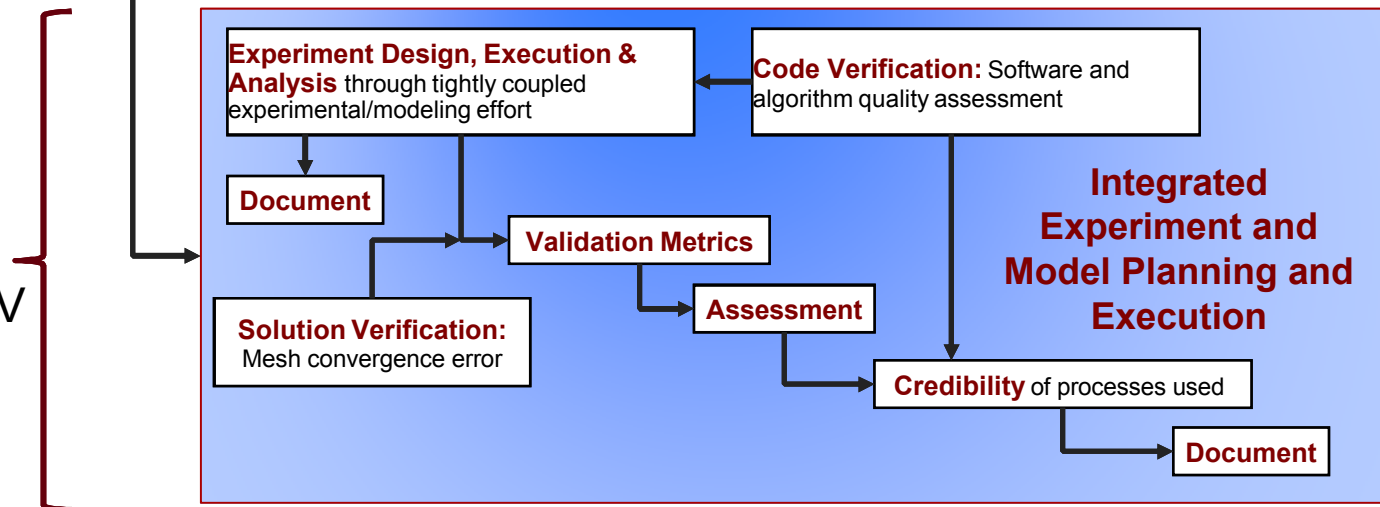 Experiment Design, Execution &
Analysis through tightly coupled
experimental/modeling effort
Code Verification: Software and
algorithm quality assessment
Document
Integrated
Experiment and
Model Planning and
Execution
Validation Metrics
V
Solution Verification:
Mesh convergence error
Assessment
Credibility of processes used
Document